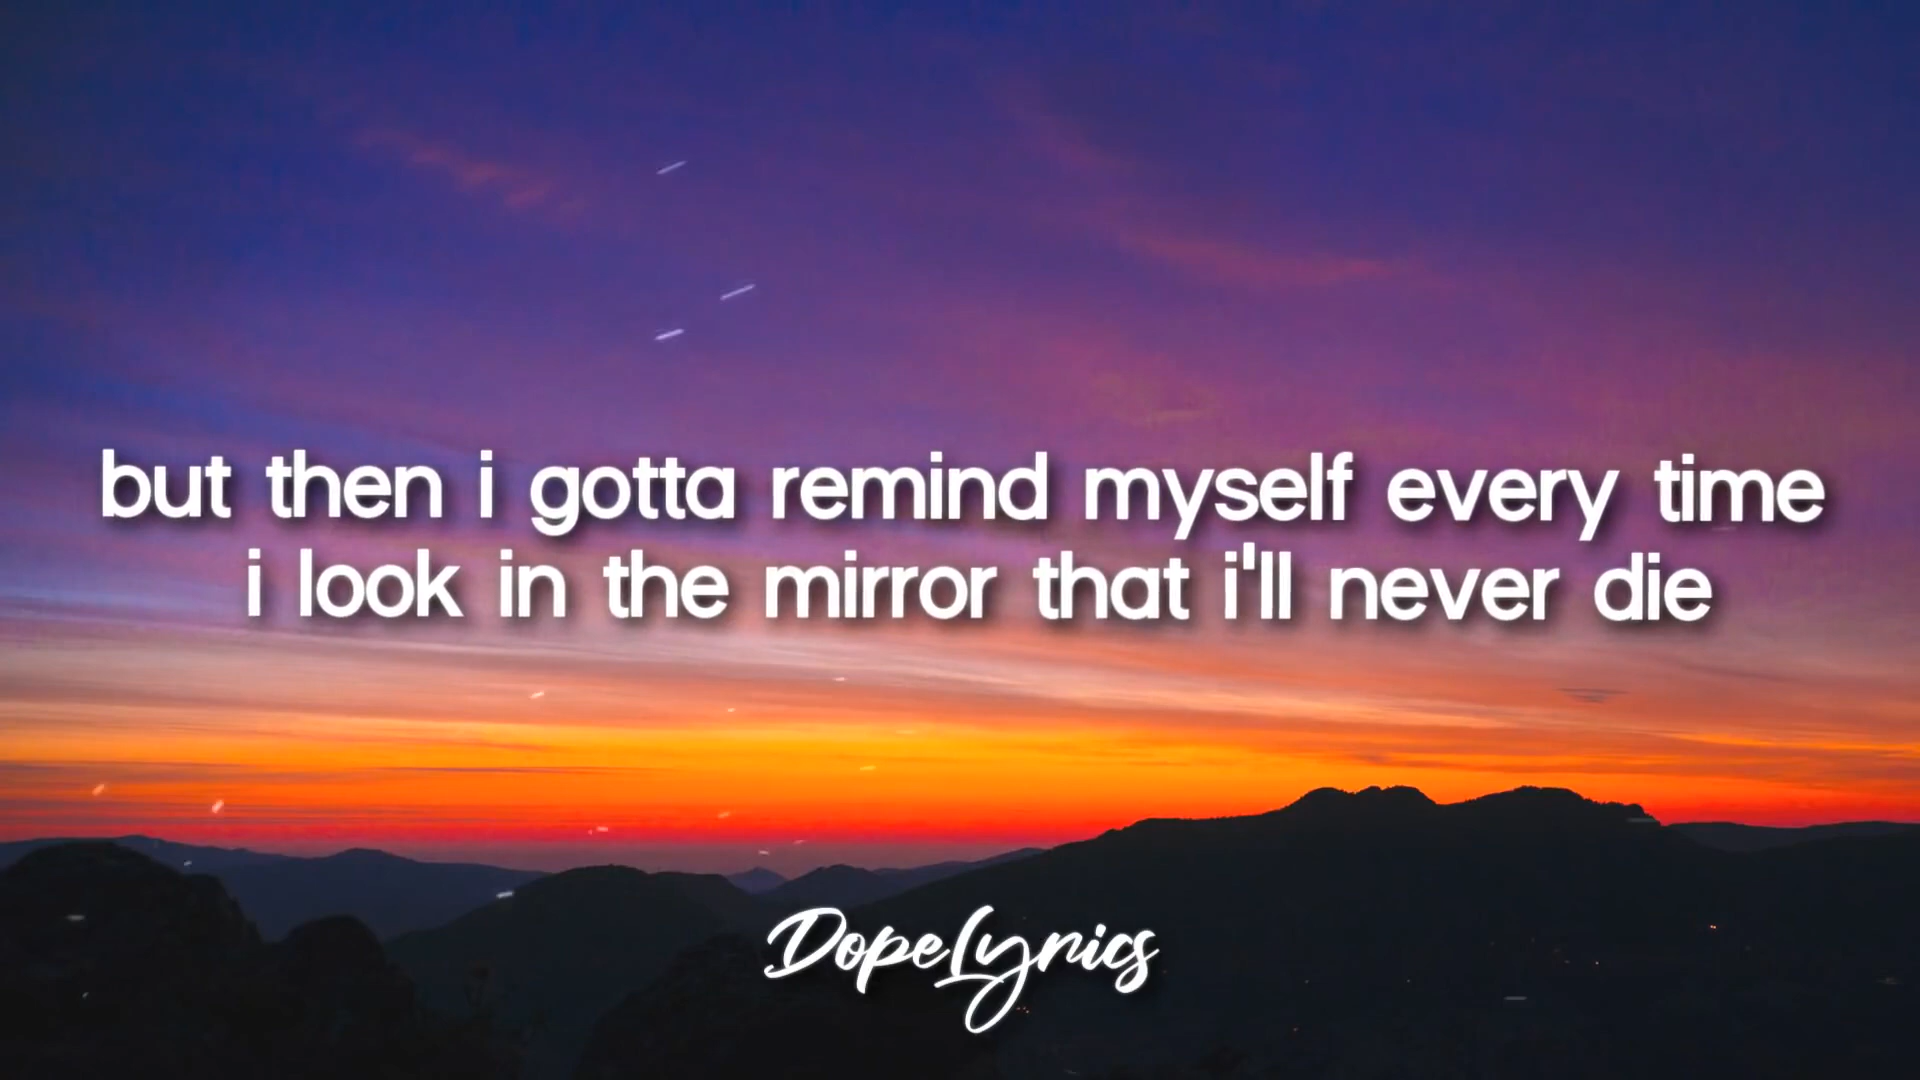 but then i gotta remind myself every time
i look in the mirror that i'll never die
DopeLyrics